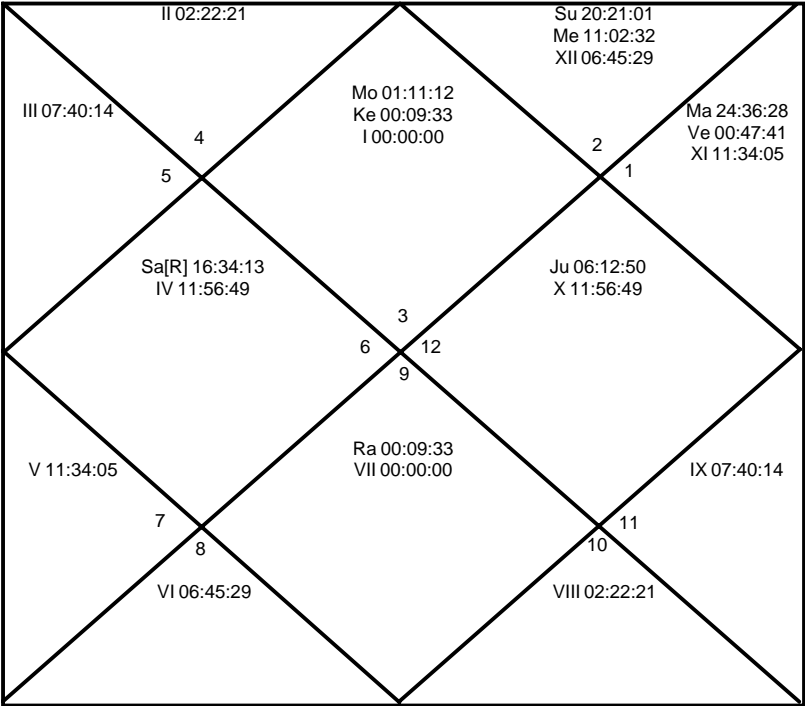 II 02:22:21
Su 20:21:01
Me 11:02:32
XII 06:45:29
Mo 01:11:12
Ke 00:09:33
I 00:00:00
III 07:40:14
Ma 24:36:28
Ve 00:47:41
XI 11:34:05
4
2
5
1
Sa[R] 16:34:13
IV 11:56:49
Ju 06:12:50
X 11:56:49
3
6
12
9
Ra 00:09:33
VII 00:00:00
V 11:34:05
IX 07:40:14
7
11
8
10
VI 06:45:29
VIII 02:22:21